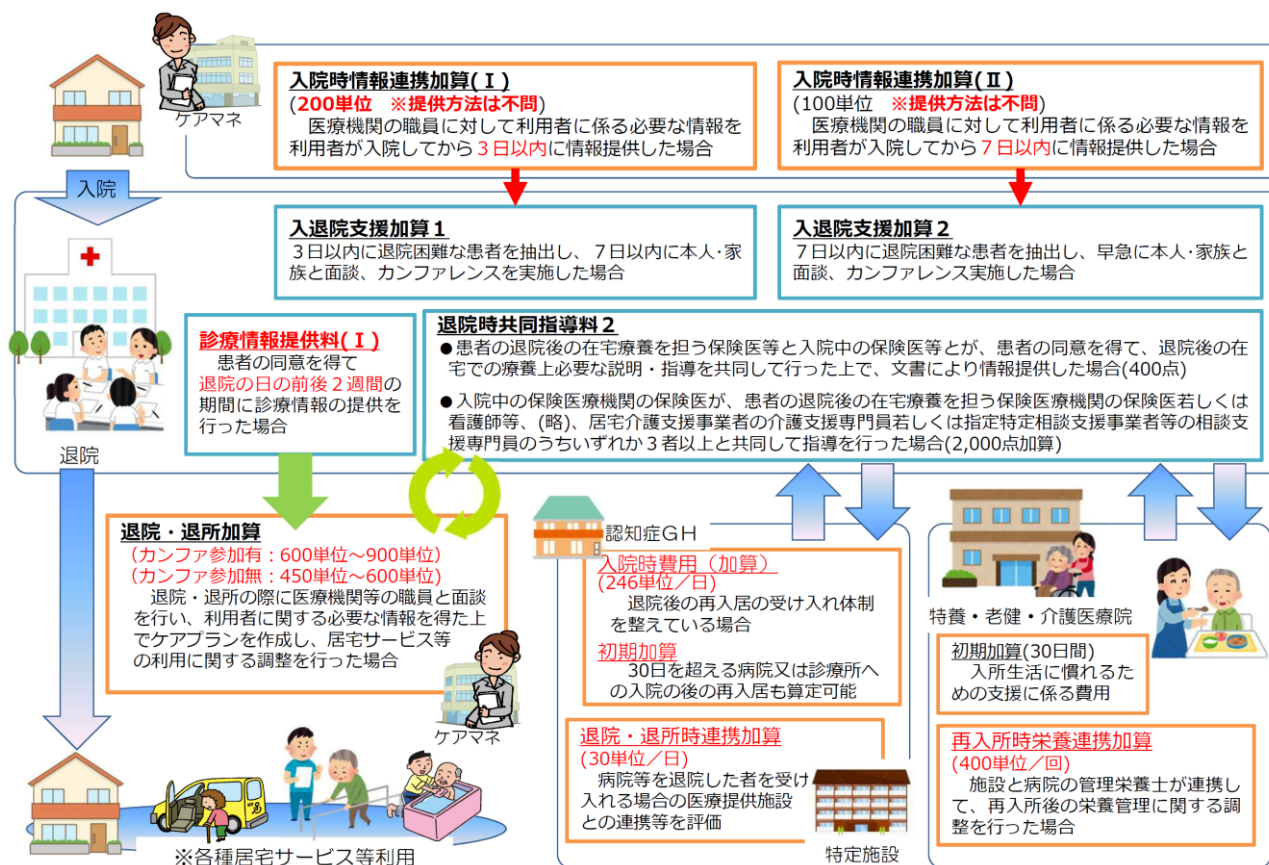 ケアマネ
入院時情報連携加算(Ⅰ)
(200単位　※提供方法は不問)
医療機関の職員に対して利用者に係る必要な情報を
利用者が入院してから３日以内に情報提供した場合
入院時情報連携加算(Ⅱ)
(100単位　※提供方法は不問)
医療機関の職員に対して利用者に係る必要な情報を
利用者が入院してから７日以内に情報提供した場合
入院
入退院支援加算１
３日以内に退院困難な患者を抽出し、７日以内に本人･家
族と面談、カンファレンスを実施した場合
入退院支援加算２
７日以内に退院困難な患者を抽出し、早急に本人･家族と
面談、カンファレンス実施した場合
診療情報提供料(Ⅰ)
患者の同意を得て
退院の日の前後２週間の
期間に診療情報の提供を
行った場合
退院時共同指導料２
●患者の退院後の在宅療養を担う保険医等と入院中の保険医等とが、患者の同意を得て、退院後の在
宅での療養上必要な説明・指導を共同して行った上で、文書により情報提供した場合(400点)
●入院中の保険医療機関の保険医が、患者の退院後の在宅療養を担う保険医療機関の保険医若しくは
看護師等、(略)、居宅介護支援事業者の介護支援専門員若しくは指定特定相談支援事業者等の相談支
援専門員のうちいずれか３者以上と共同して指導を行った場合(2,000点加算)
退院
退院・退所加算
（カンファ参加有：600単位～900単位）
（カンファ参加無：450単位～600単位）
退院・退所の際に医療機関等の職員と面談
を行い、利用者に関する必要な情報を得た上
でケアプランを作成し、居宅サービス等
の利用に関する調整を行った場合
ケアマネ
※各種居宅サービス等利用
認知症ＧＨ
入院時費用（加算）
(246単位／日)
退院後の再入居の受け入れ体制
を整えている場合
初期加算
30日を超える病院又は診療所へ
の入院の後の再入居も算定可能
退院・退所時連携加算
(30単位／日)
病院等を退院した者を受け
入れる場合の医療提供施設
との連携等を評価
特定施設
特養・老健・介護医療院
初期加算(30日間)
入所生活に慣れるた
めの支援に係る費用
再入所時栄養連携加算
(400単位／回)
施設と病院の管理栄養士が連携し
て、再入所後の栄養管理に関する調
整を行った場合